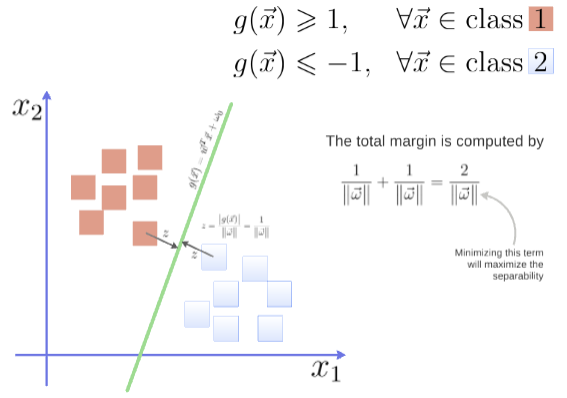 g(x⃗) ⩾ 1, ∀x⃗ ∈ class 1
g(x⃗) ⩽ −1, ∀x⃗ ∈ class 2
x₂
g(x⃗) = ω⃗ᵀx⃗ + ω₀
The total margin is computed by
1/‖ω⃗‖ + 1/‖ω⃗‖ = 2/‖ω⃗‖
z = |g(x⃗)|/‖ω⃗‖ = 1/‖ω⃗‖
z
z
Minimizing this term
will maximize the
separability
x₁